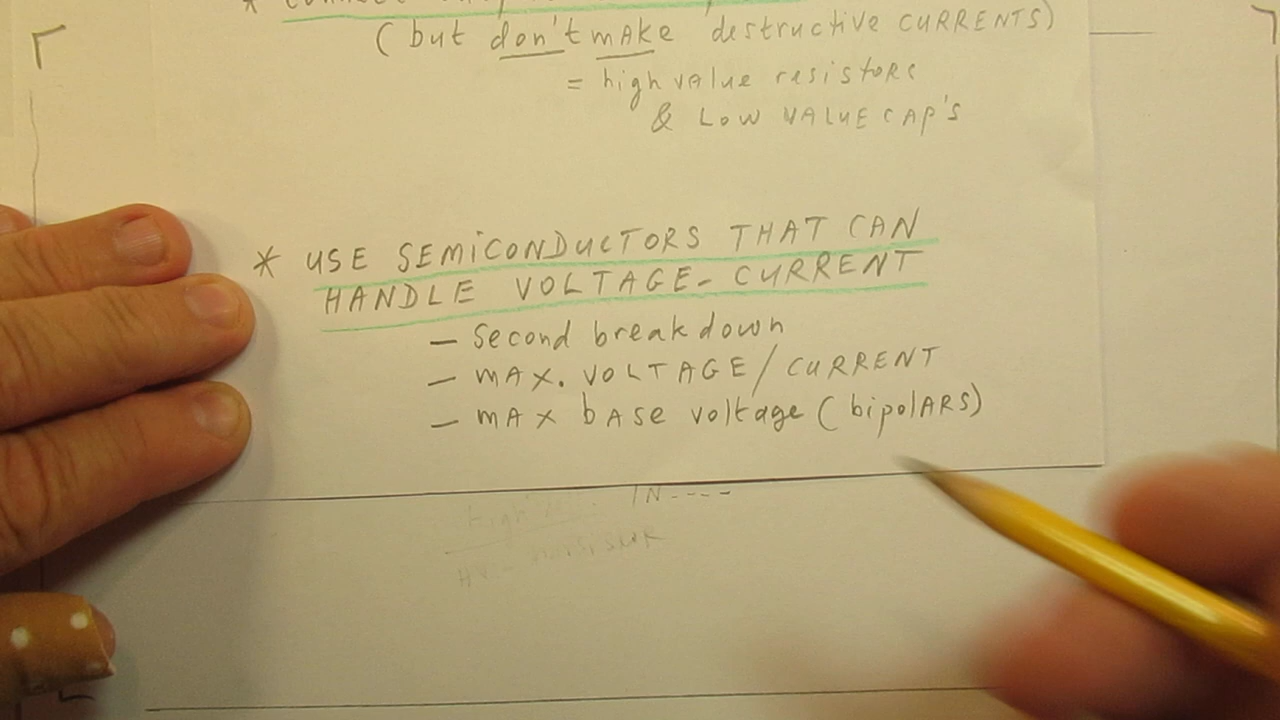 (but don't make destructive CURRENTS)
= high value resistors
& LOW VALUE CAP'S
* USE SEMICONDUCTORS THAT CAN
HANDLE VOLTAGE - CURRENT
- Second breakdown
- MAX. VOLTAGE / CURRENT
- MAX bASe voltage (bipolARS)
IN----